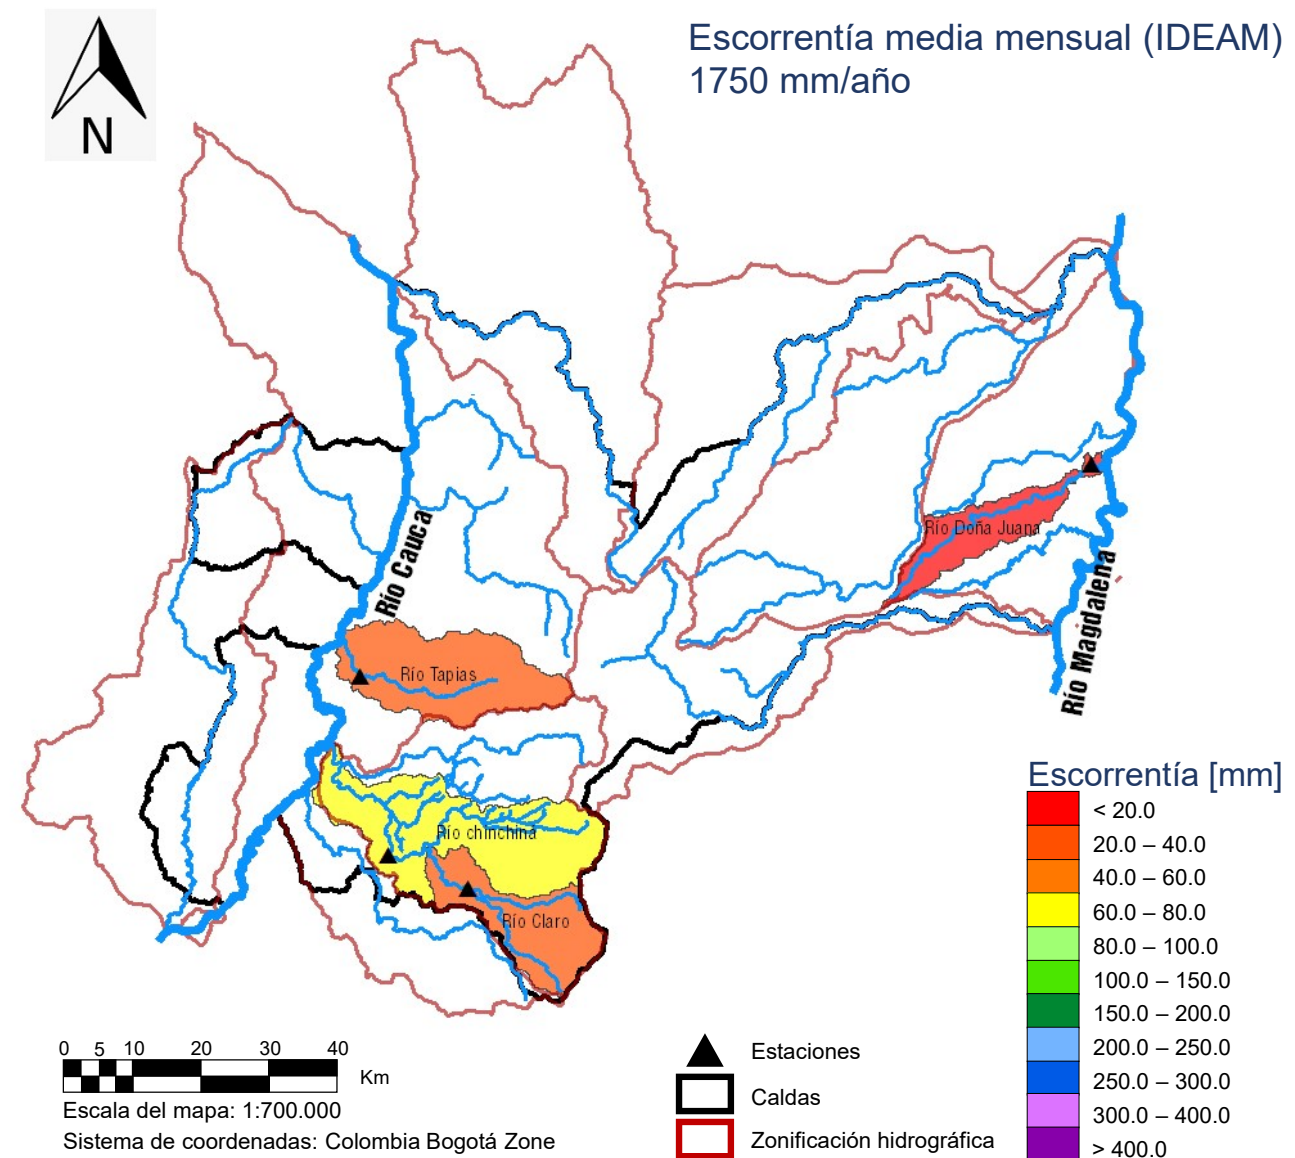 Escorrentía media mensual (IDEAM)
1750 mm/año
N
Río Cauca
Río Doña Juana
Río Magdalena
Río Tapias
Río chinchiná
Río Claro
Escorrentía [mm]
< 20.0
20.0 – 40.0
40.0 – 60.0
60.0 – 80.0
80.0 – 100.0
100.0 – 150.0
150.0 – 200.0
200.0 – 250.0
250.0 – 300.0
300.0 – 400.0
> 400.0
0 5 10 20 30 40
Km
Escala del mapa: 1:700.000
Sistema de coordenadas: Colombia Bogotá Zone
Estaciones
Caldas
Zonificación hidrográfica